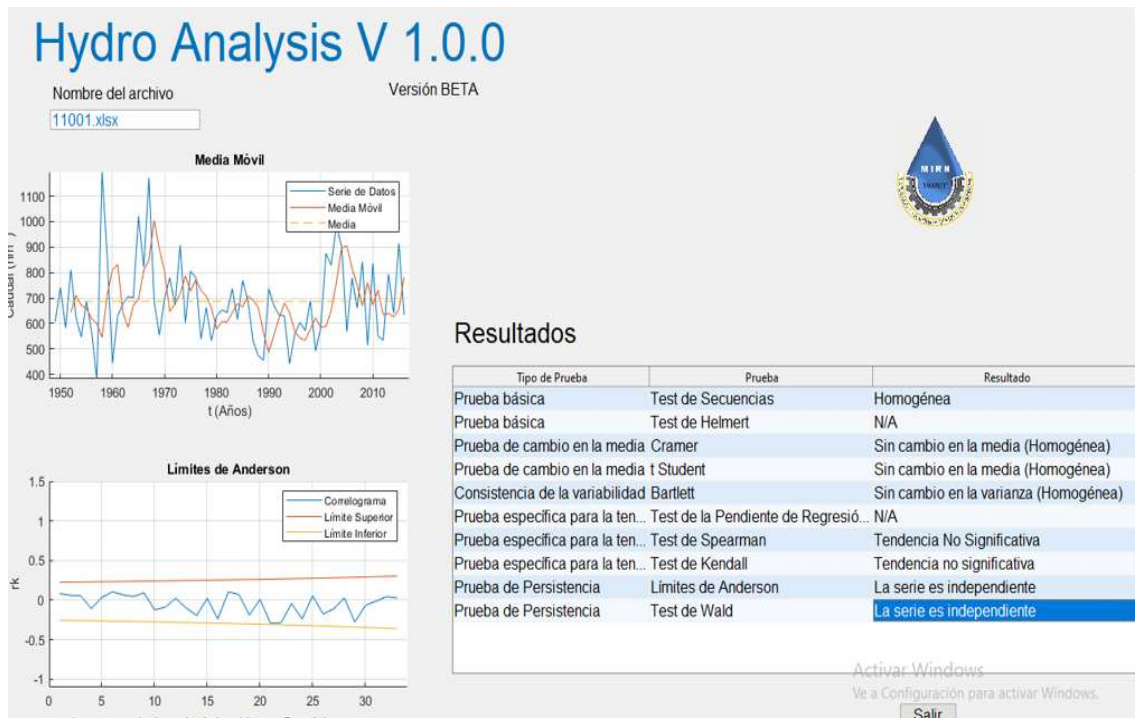 Hydro Analysis V 1.0.0
Nombre del archivo
Versión BETA
11001.xlsx
MIRH
Media Móvil
Serie de Datos
Media Móvil
Media
1100
1000
900
800
700
600
500
400
1950 1960 1970 1980 1990 2000 2010
t (Años)
Límites de Anderson
Correlograma
Límite Superior
Límite Inferior
1.5
1
0.5
0
-0.5
-1
rk
0 5 10 15 20 25 30
Resultados
Tipo de Prueba Prueba Resultado
Prueba básica Test de Secuencias Homogénea
Prueba básica Test de Helmert N/A
Prueba de cambio en la media Cramer Sin cambio en la media (Homogénea)
Prueba de cambio en la media t Student Sin cambio en la media (Homogénea)
Consistencia de la variabilidad Bartlett Sin cambio en la varianza (Homogénea)
Prueba específica para la ten... Test de la Pendiente de Regresió... N/A
Prueba específica para la ten... Test de Spearman Tendencia No Significativa
Prueba específica para la ten... Test de Kendall Tendencia no significativa
Prueba de Persistencia Límites de Anderson La serie es independiente
Prueba de Persistencia Test de Wald La serie es independiente
Activar Windows
Ve a Configuración para activar Windows.
Salir